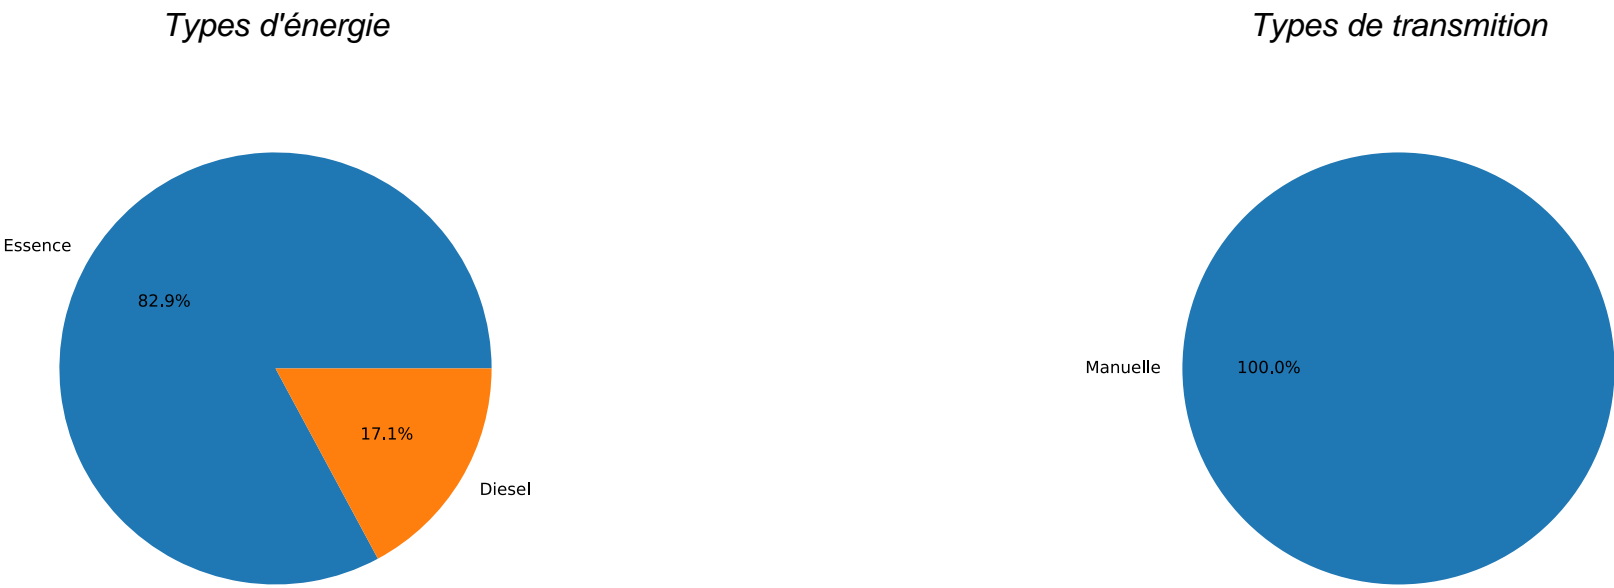 Types d'énergie
Types de transmition
Essence
82.9%
17.1%
Diesel
Manuelle
100.0%